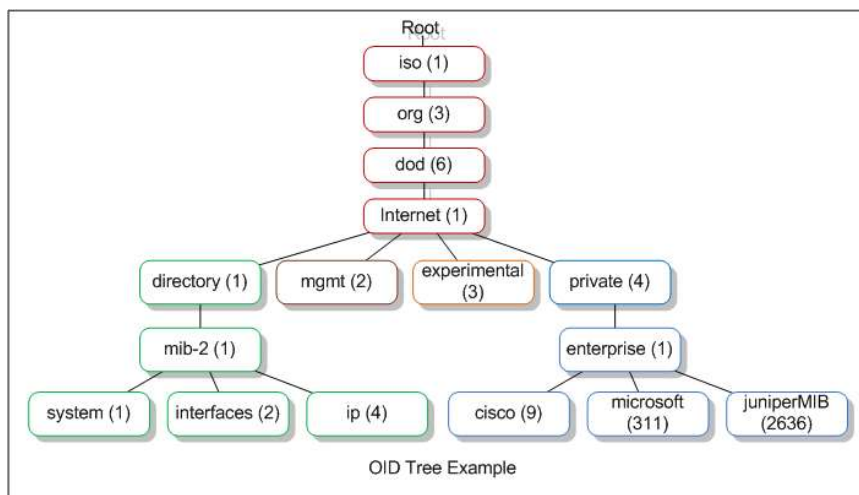 Root
iso (1)
org (3)
dod (6)
Internet (1)
directory (1)
mgmt (2)
experimental
(3)
private (4)
mib-2 (1)
enterprise (1)
system (1)
interfaces (2)
ip (4)
cisco (9)
microsoft
(311)
juniperMIB
(2636)
OID Tree Example